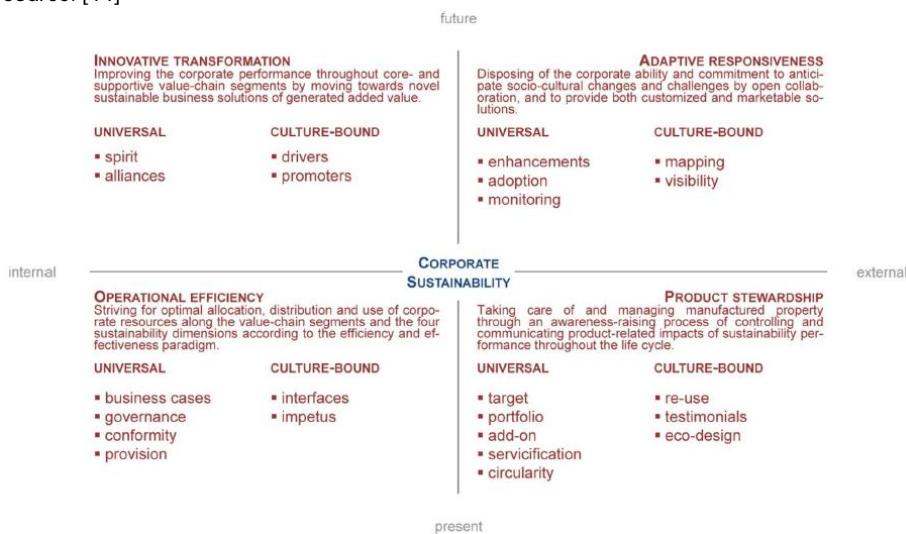 future
INNOVATIVE TRANSFORMATION
Improving the corporate performance throughout core- and
supportive value-chain segments by moving towards novel
sustainable business solutions of generated added value.
UNIVERSAL
CULTURE-BOUND
▪ spirit
▪ alliances
▪ drivers
▪ promoters
ADAPTIVE RESPONSIVENESS
Disposing of the corporate ability and commitment to antici-
pate socio-cultural changes and challenges by open collab-
oration, and to provide both customized and marketable so-
lutions.
UNIVERSAL
CULTURE-BOUND
▪ enhancements
▪ adoption
▪ monitoring
▪ mapping
▪ visibility
internal
CORPORATE
SUSTAINABILITY
external
OPERATIONAL EFFICIENCY
Striving for optimal allocation, distribution and use of corpo-
rate resources along the value-chain segments and the four
sustainability dimensions according to the efficiency and ef-
fectiveness paradigm.
UNIVERSAL
CULTURE-BOUND
▪ business cases
▪ governance
▪ conformity
▪ provision
▪ interfaces
▪ impetus
PRODUCT STEWARDSHIP
Taking care of and managing manufactured property
through an awareness-raising process of controlling and
communicating product-related impacts of sustainability per-
formance throughout the life cycle.
UNIVERSAL
CULTURE-BOUND
▪ target
▪ portfolio
▪ add-on
▪ servicification
▪ circularity
▪ re-use
▪ testimonials
▪ eco-design
present